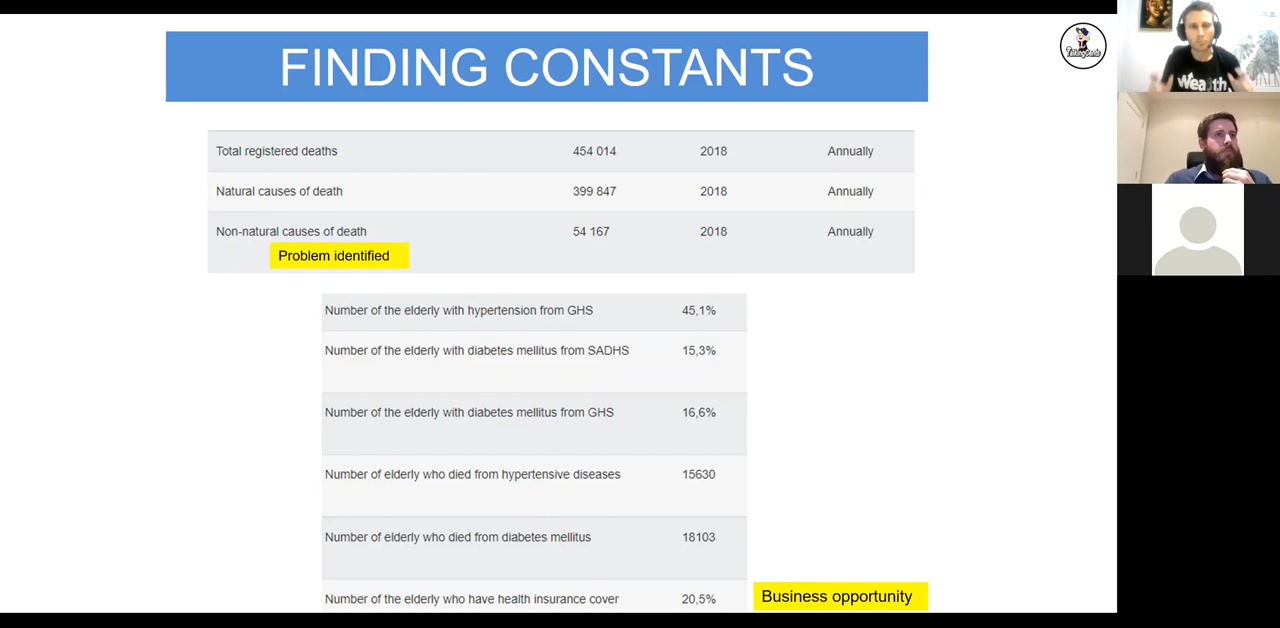 FINDING CONSTANTS
Total registered deaths 454 014 2018 Annually
Natural causes of death 399 847 2018 Annually
Non-natural causes of death 54 167 2018 Annually
Problem identified
Number of the elderly with hypertension from GHS 45,1%
Number of the elderly with diabetes mellitus from SADHS 15,3%
Number of the elderly with diabetes mellitus from GHS 16,6%
Number of elderly who died from hypertensive diseases 15630
Number of elderly who died from diabetes mellitus 18103
Number of the elderly who have health insurance cover 20,5%
Business opportunity